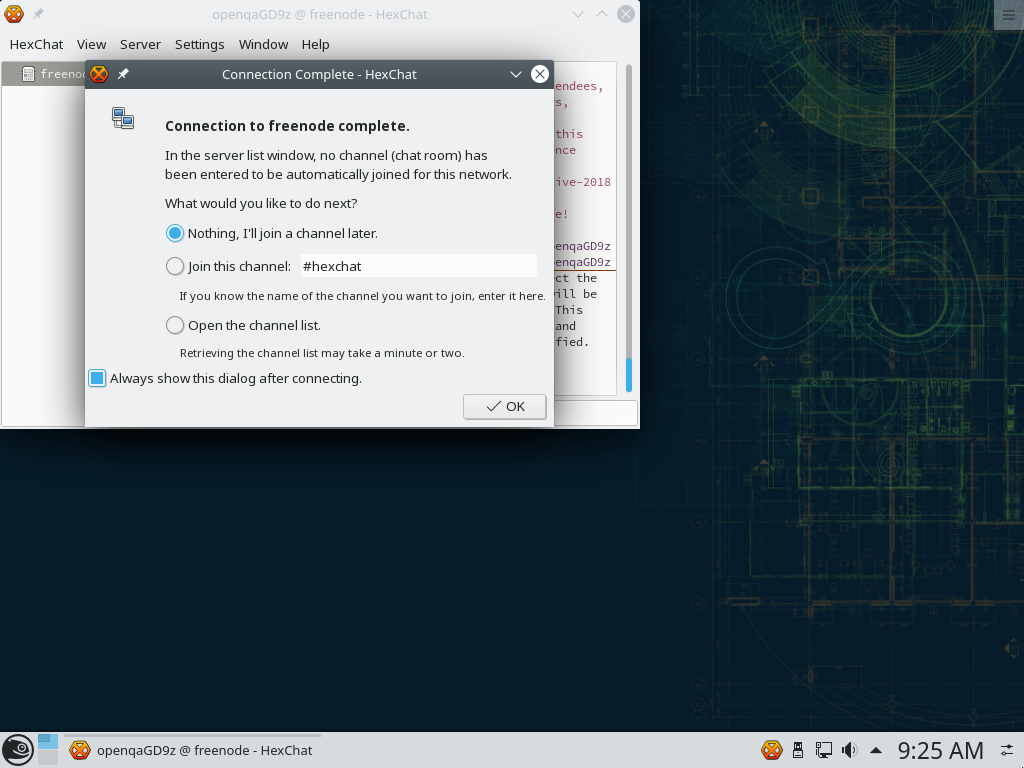 openqaGD9z @ freenode - HexChat
HexChat View Server Settings Window Help
Connection Complete - HexChat
Connection to freenode complete.
In the server list window, no channel (chat room) has
been entered to be automatically joined for this network.
What would you like to do next?
Nothing, I'll join a channel later.
Join this channel: #hexchat
If you know the name of the channel you want to join, enter it here.
Open the channel list.
Retrieving the channel list may take a minute or two.
Always show this dialog after connecting.
OK
endees,
s,
this
nce
ive-2018
e!
enqaGD9z
enqaGD9z
ct the
ill be
This
and
fied.
openqaGD9z @ freenode - HexChat
9:25 AM